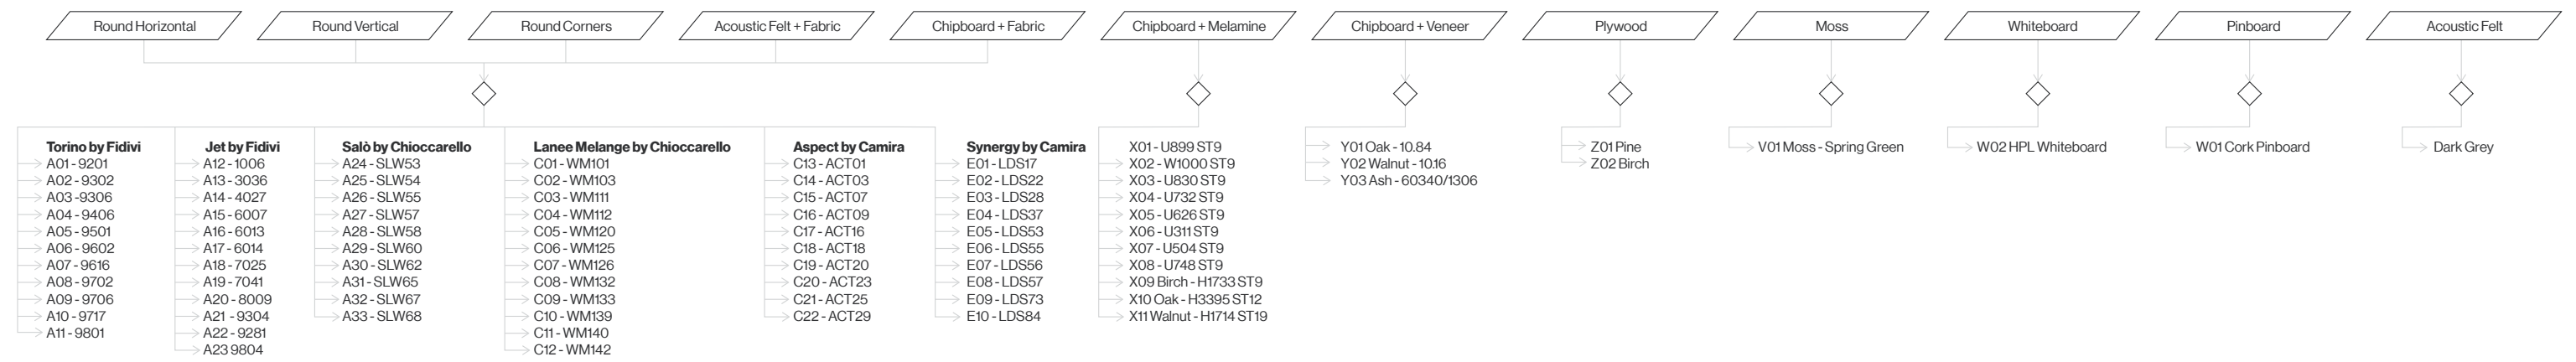 Round Horizontal
Round Vertical
Round Corners
Acoustic Felt + Fabric
Chipboard + Fabric
Chipboard + Melamine
Chipboard + Veneer
Plywood
Moss
Whiteboard
Pinboard
Acoustic Felt
Torino by Fidivi
A01 - 9201
A02 - 9302
A03 - 9306
A04 - 9406
A05 - 9501
A06 - 9602
A07 - 9616
A08 - 9702
A09 - 9706
A10 - 9717
A11 - 9801
Jet by Fidivi
A12 - 1006
A13 - 3036
A14 - 4027
A15 - 6007
A16 - 6013
A17 - 6014
A18 - 7025
A19 - 7041
A20 - 8009
A21 - 9304
A22 - 9281
A23 9804
Salò by Chioccarello
A24 - SLW53
A25 - SLW54
A26 - SLW55
A27 - SLW57
A28 - SLW58
A29 - SLW60
A30 - SLW62
A31 - SLW65
A32 - SLW67
A33 - SLW68
Lanee Melange by Chioccarello
C01 - WM101
C02 - WM103
C03 - WM111
C04 - WM112
C05 - WM120
C06 - WM125
C07 - WM126
C08 - WM132
C09 - WM133
C10 - WM139
C11 - WM140
C12 - WM142
Aspect by Camira
C13 - ACT01
C14 - ACT03
C15 - ACT07
C16 - ACT09
C17 - ACT16
C18 - ACT18
C19 - ACT20
C20 - ACT23
C21 - ACT25
C22 - ACT29
Synergy by Camira
E01 - LDS17
E02 - LDS22
E03 - LDS28
E04 - LDS37
E05 - LDS53
E06 - LDS55
E07 - LDS56
E08 - LDS57
E09 - LDS73
E10 - LDS84
X01 - U899 ST9
X02 - W1000 ST9
X03 - U830 ST9
X04 - U732 ST9
X05 - U626 ST9
X06 - U311 ST9
X07 - U504 ST9
X08 - U748 ST9
X09 Birch - H1733 ST9
X10 Oak - H3395 ST12
X11 Walnut - H1714 ST19
Y01 Oak - 10.84
Y02 Walnut - 10.16
Y03 Ash - 60340/1306
Z01 Pine
Z02 Birch
V01 Moss - Spring Green
W02 HPL Whiteboard
W01 Cork Pinboard
Dark Grey